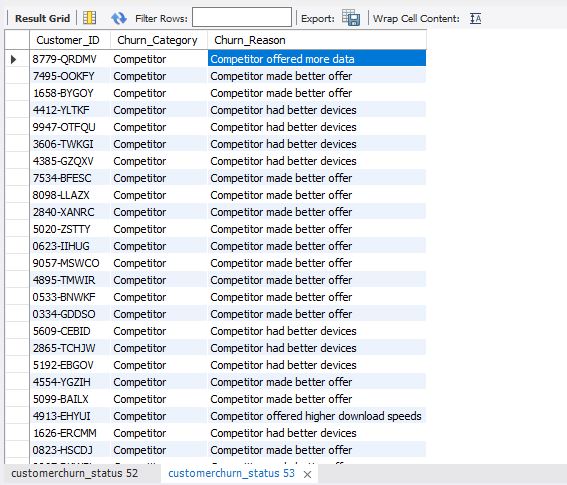 Result Grid Filter Rows: Export: Wrap Cell Content:
Customer_ID Churn_Category Churn_Reason
8779-QRDMV Competitor Competitor offered more data
7495-OOKFY Competitor Competitor made better offer
1658-BYGOY Competitor Competitor made better offer
4412-YLTKF Competitor Competitor had better devices
9947-OTFQU Competitor Competitor had better devices
3606-TWKGI Competitor Competitor had better devices
4385-GZQXV Competitor Competitor had better devices
7534-BFESC Competitor Competitor made better offer
8098-LLAZX Competitor Competitor made better offer
2840-XANRC Competitor Competitor made better offer
5020-ZSTTY Competitor Competitor made better offer
0623-IIHUG Competitor Competitor made better offer
9057-MSWCO Competitor Competitor made better offer
4895-TMWIR Competitor Competitor made better offer
0533-BNWKF Competitor Competitor made better offer
0334-GDDSO Competitor Competitor made better offer
5609-CEBID Competitor Competitor had better devices
2865-TCHJW Competitor Competitor had better devices
5192-EBGOV Competitor Competitor had better devices
4554-YGZIH Competitor Competitor made better offer
5099-BAILX Competitor Competitor made better offer
4913-EHYUI Competitor Competitor offered higher download speeds
1626-ERCMM Competitor Competitor had better devices
0823-HSCDJ Competitor Competitor made better offer
customerchurn_status 52 customerchurn_status 53